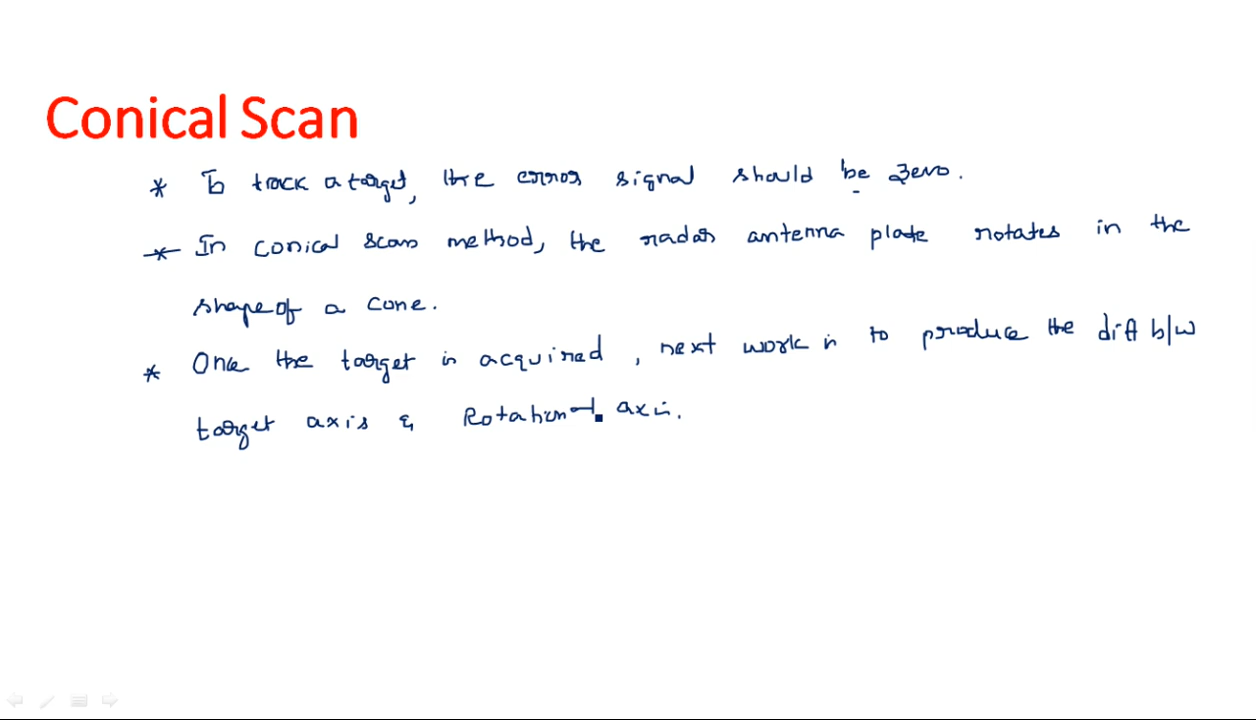 Conical Scan
* To track a target, the error signal should be zero.
* In conical scan method, the radar antenna plate rotates in the
shape of a cone.
* Once the target is acquired, next work is to produce the diff b/w
target axis & Rotational axis.